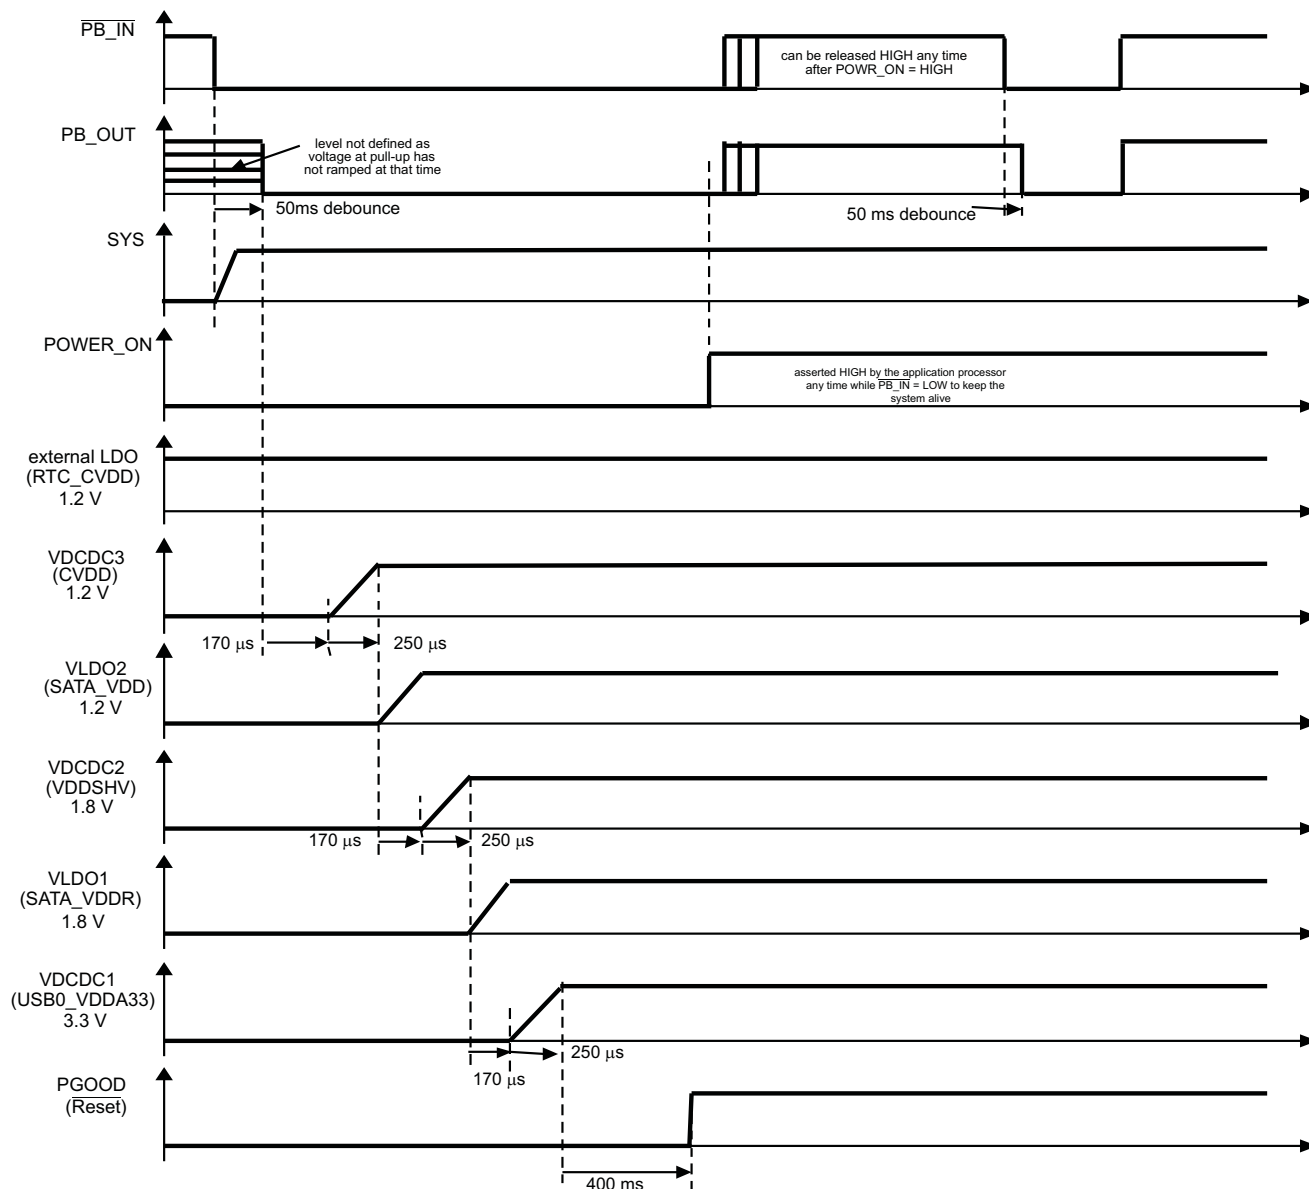 PB_IN
can be released HIGH any time
after POWR_ON = HIGH
PB_OUT
level not defined as
voltage at pull-up has
not ramped at that time
50ms debounce
50 ms debounce
SYS
POWER_ON
asserted HIGH by the application processor
any time while PB_IN = LOW to keep the
system alive
external LDO
(RTC_CVDD)
1.2 V
VDCDC3
(CVDD)
1.2 V
170 μs
250 μs
VLDO2
(SATA_VDD)
1.2 V
VDCDC2
(VDDSHV)
1.8 V
170 μs
250 μs
VLDO1
(SATA_VDDR)
1.8 V
VDCDC1
(USB0_VDDA33)
3.3 V
250 μs
170 μs
PGOOD
(Reset)
400 ms